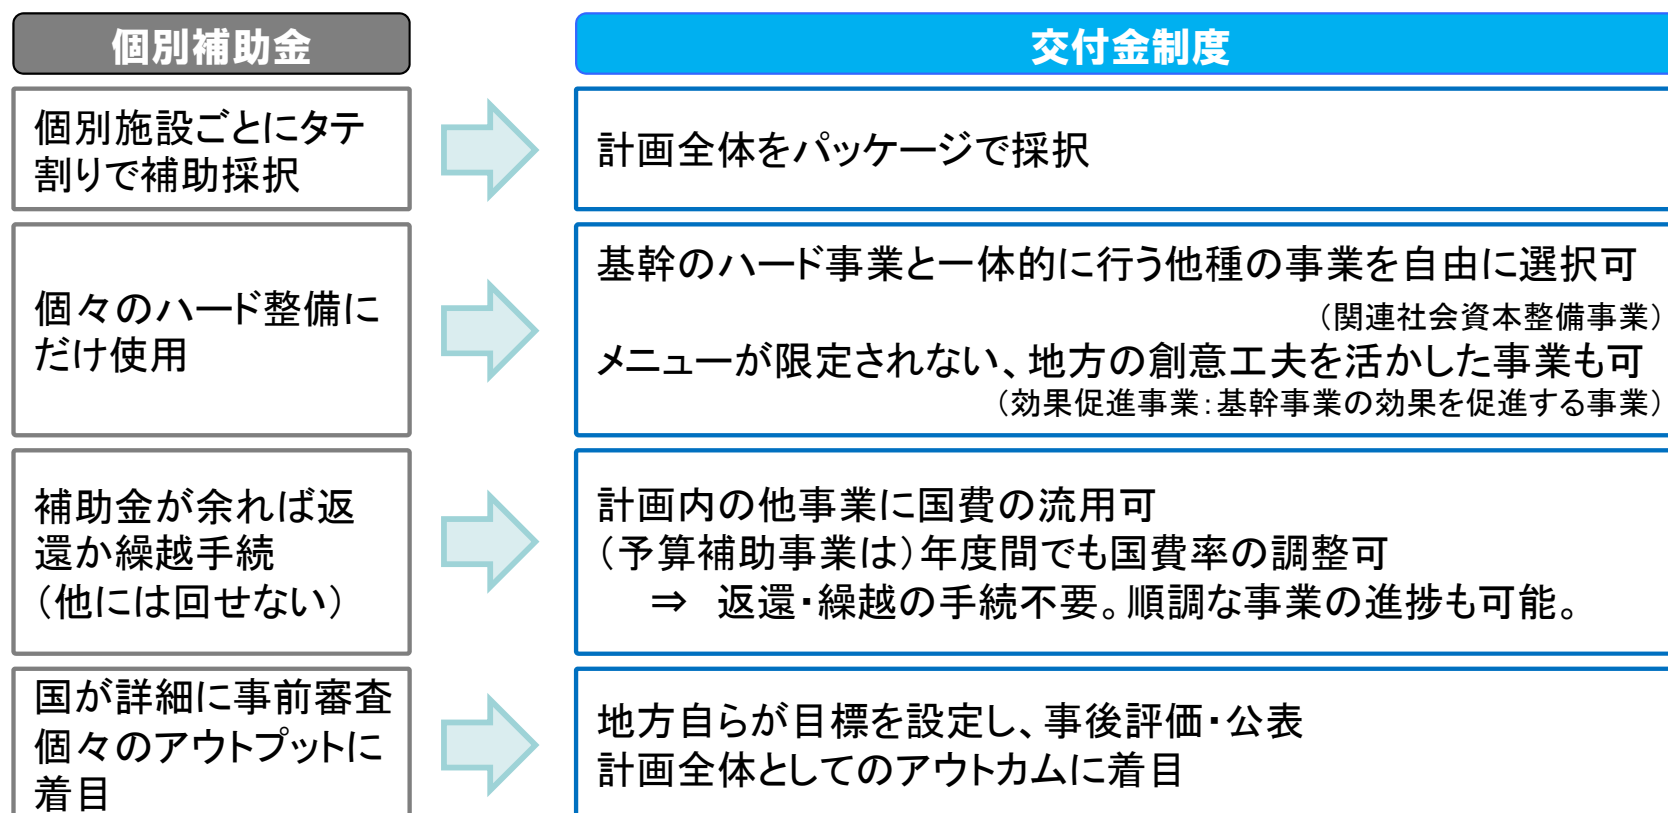 個別補助金
交付金制度
個別施設ごとにタテ
割りで補助採択
計画全体をパッケージで採択
個々のハード整備に
だけ使用
基幹のハード事業と一体的に行う他種の事業を自由に選択可
（関連社会資本整備事業）
メニューが限定されない、地方の創意工夫を活かした事業も可
（効果促進事業：基幹事業の効果を促進する事業）
補助金が余れば返
還か繰越手続
（他には回せない）
計画内の他事業に国費の流用可
（予算補助事業は）年度間でも国費率の調整可
⇒　返還・繰越の手続不要。順調な事業の進捗も可能。
国が詳細に事前審査
個々のアウトプットに
着目
地方自らが目標を設定し、事後評価・公表
計画全体としてのアウトカムに着目